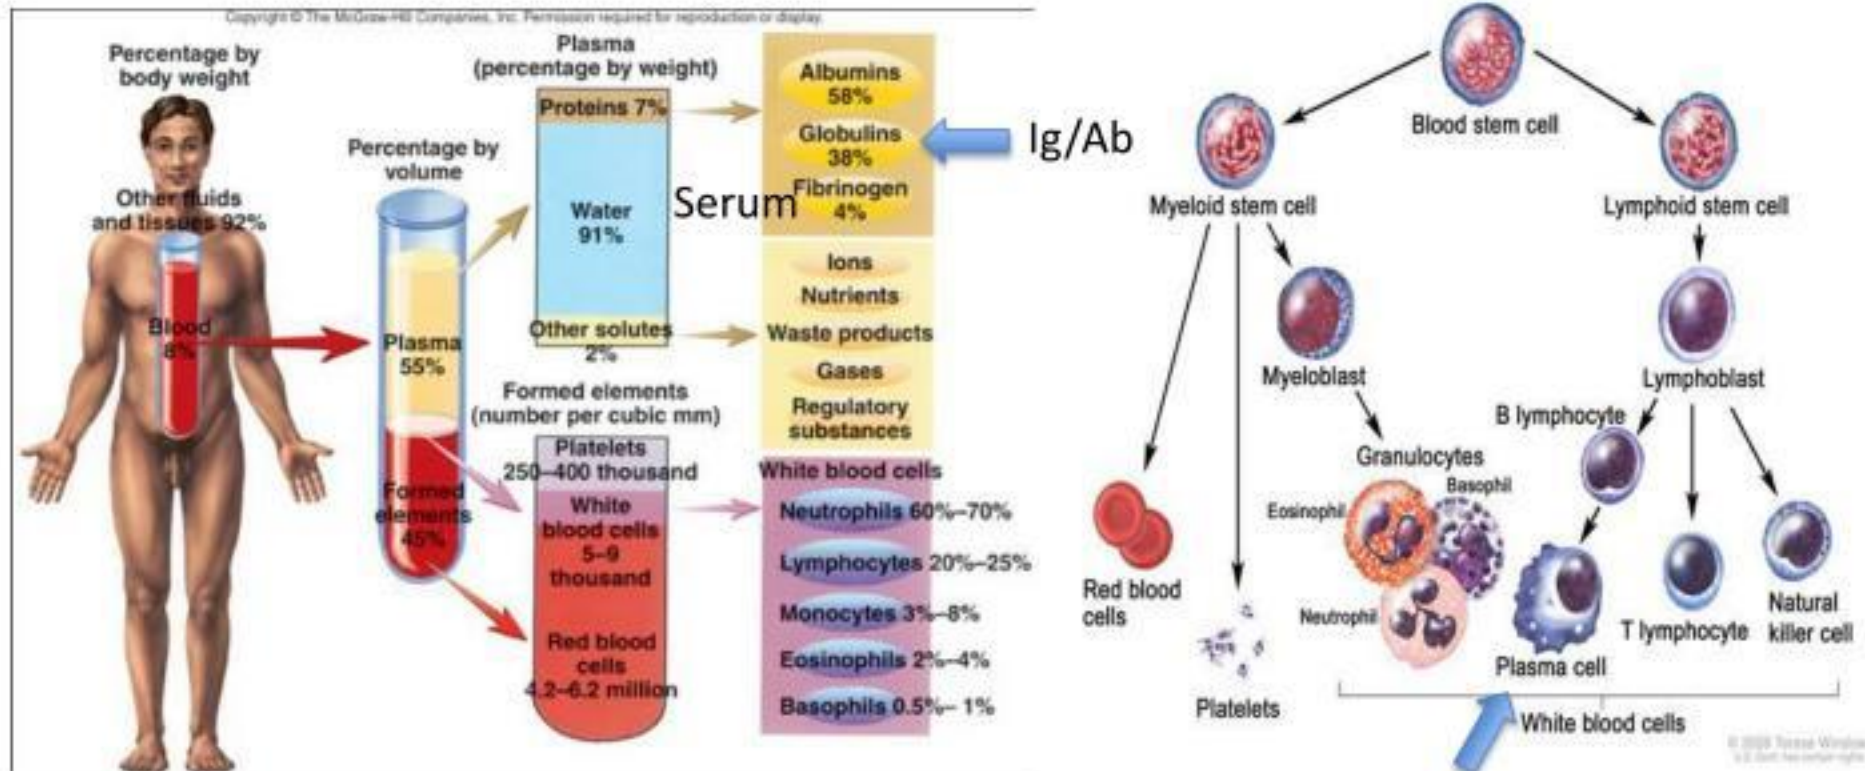 Copyright © The McGraw-Hill Companies, Inc. Permission required for reproduction or display.
Percentage by
body weight
Other fluids
and tissues 92%
Blood
8%
Percentage by
volume
Plasma
55%
Formed
elements
45%
Plasma
(percentage by weight)
Proteins 7%
Water
91%
Other solutes
2%
Serum
Formed elements
(number per cubic mm)
Platelets
250–400 thousand
White
blood cells
5–9
thousand
Red blood
cells
4.2–6.2 million
Albumins
58%
Globulins
38%
Fibrinogen
4%
Ig/Ab
Ions
Nutrients
Waste products
Gases
Regulatory
substances
White blood cells
Neutrophils 60%–70%
Lymphocytes 20%–25%
Monocytes 3%–8%
Eosinophils 2%–4%
Basophils 0.5%– 1%
Blood stem cell
Myeloid stem cell
Lymphoid stem cell
Myeloblast
Lymphoblast
B lymphocyte
Granulocytes
Basophil
Eosinophil
Neutrophil
Red blood
cells
Platelets
Plasma cell
T lymphocyte
Natural
killer cell
White blood cells